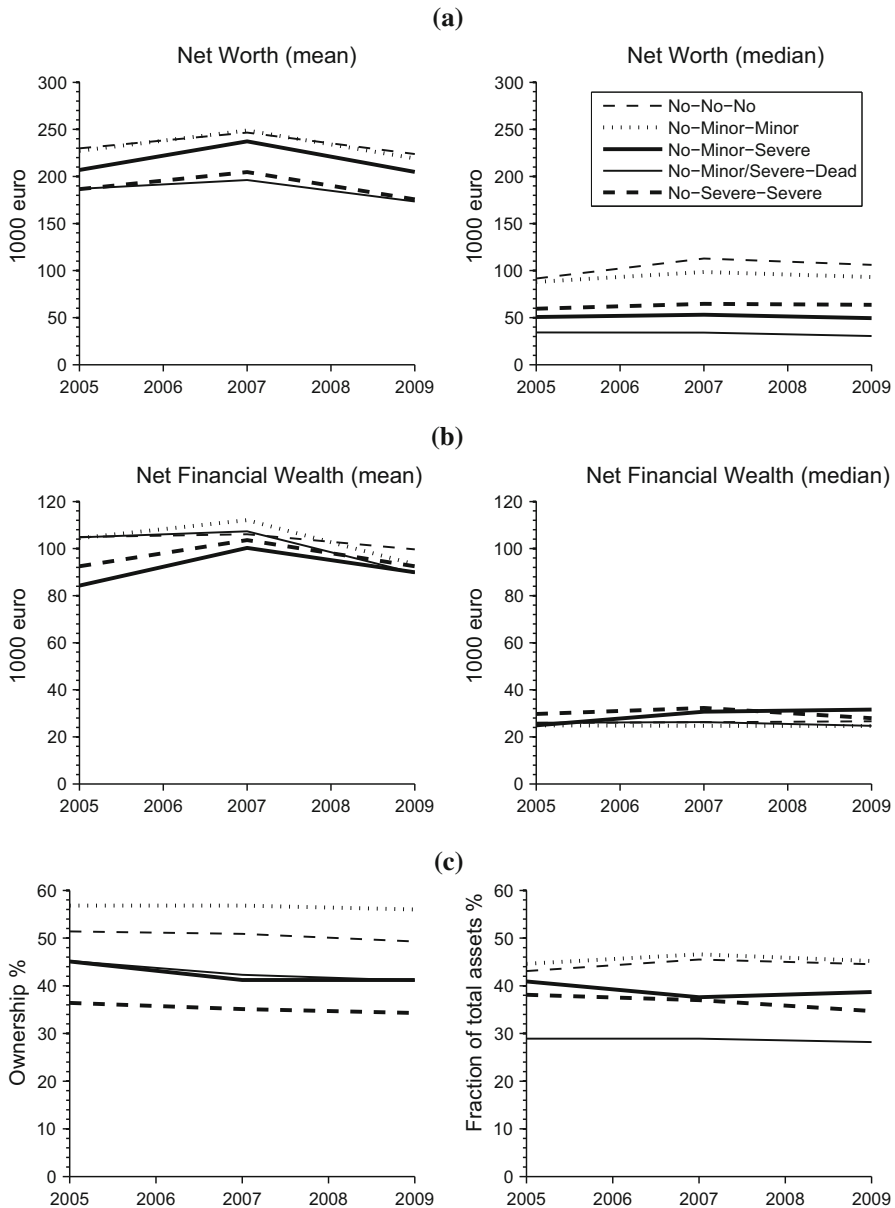 (a)
Net Worth (mean)
Net Worth (median)
300
250
200
150
100
50
0
1000 euro
2005 2006 2007 2008 2009
300
250
200
150
100
50
0
1000 euro
2005 2006 2007 2008 2009
No−No−No
No−Minor−Minor
No−Minor−Severe
No−Minor/Severe−Dead
No−Severe−Severe
(b)
Net Financial Wealth (mean)
Net Financial Wealth (median)
120
100
80
60
40
20
0
1000 euro
2005 2006 2007 2008 2009
120
100
80
60
40
20
0
1000 euro
2005 2006 2007 2008 2009
(c)
60
50
40
30
20
10
0
Ownership %
2005 2006 2007 2008 2009
60
50
40
30
20
10
0
Fraction of total assets %
2005 2006 2007 2008 2009